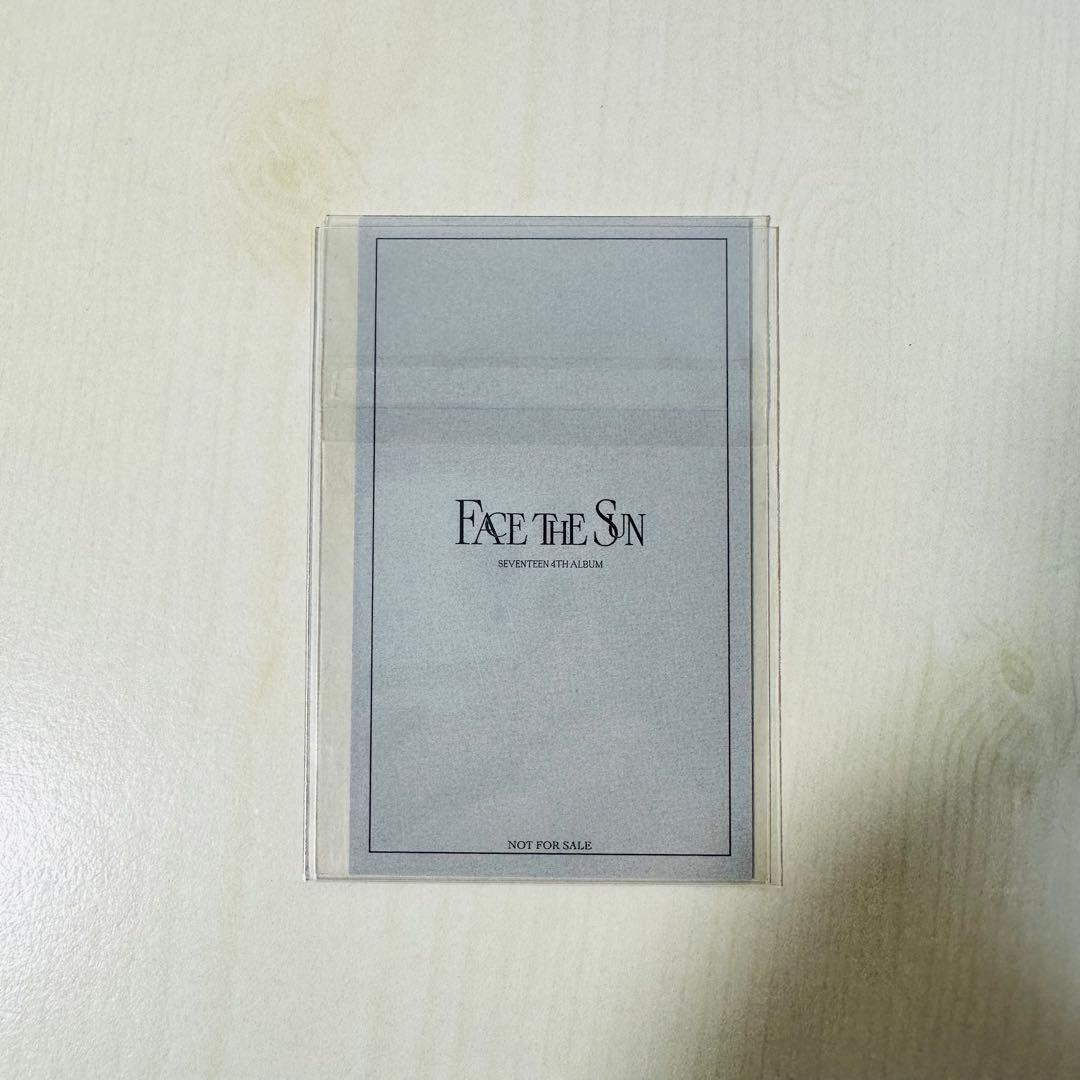 FACE THE SUN
SEVENTEEN 4TH ALBUM
NOT FOR SALE